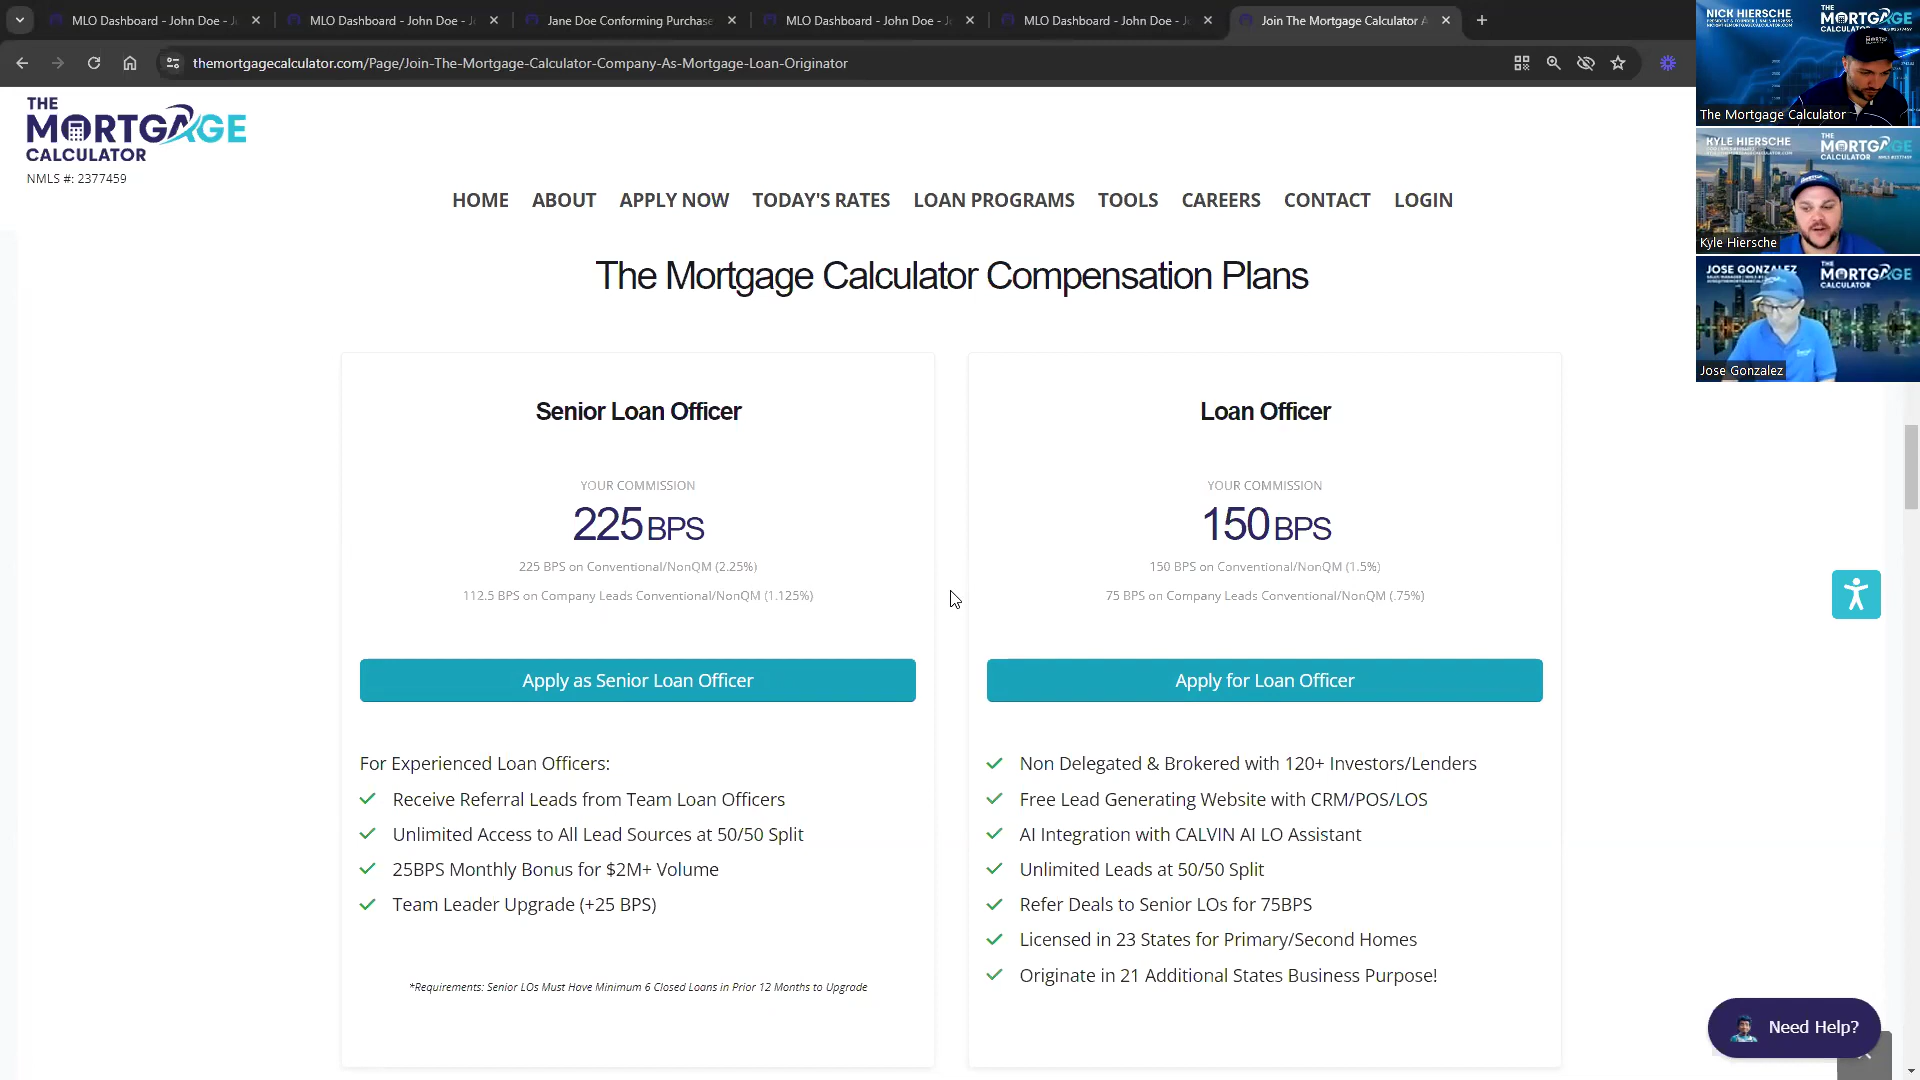 MLO Dashboard - John Doe - J
MLO Dashboard - John Doe - J
Jane Doe Conforming Purchase
MLO Dashboard - John Doe - J
MLO Dashboard - John Doe - J
Join The Mortgage Calculator A
themortgagecalculator.com/Page/Join-The-Mortgage-Calculator-Company-As-Mortgage-Loan-Originator
THE
MORTGAGE
CALCULATOR
NMLS #: 2377459
HOME ABOUT APPLY NOW TODAY'S RATES LOAN PROGRAMS TOOLS CAREERS CONTACT LOGIN
The Mortgage Calculator Compensation Plans
Senior Loan Officer
YOUR COMMISSION
225 BPS
225 BPS on Conventional/NonQM (2.25%)
112.5 BPS on Company Leads Conventional/NonQM (1.125%)
Apply as Senior Loan Officer
For Experienced Loan Officers:
Receive Referral Leads from Team Loan Officers
Unlimited Access to All Lead Sources at 50/50 Split
25BPS Monthly Bonus for $2M+ Volume
Team Leader Upgrade (+25 BPS)
*Requirements: Senior LOs Must Have Minimum 6 Closed Loans in Prior 12 Months to Upgrade
Loan Officer
YOUR COMMISSION
150 BPS
150 BPS on Conventional/NonQM (1.5%)
75 BPS on Company Leads Conventional/NonQM (.75%)
Apply for Loan Officer
Non Delegated & Brokered with 120+ Investors/Lenders
Free Lead Generating Website with CRM/POS/LOS
AI Integration with CALVIN AI LO Assistant
Unlimited Leads at 50/50 Split
Refer Deals to Senior LOs for 75BPS
Licensed in 23 States for Primary/Second Homes
Originate in 21 Additional States Business Purpose!
Need Help?
NICK HIERSCHE
THE
MORTGAGE
CALCULATOR
The Mortgage Calculator
KYLE HIERSCHE
THE
MORTGAGE
CALCULATOR
Kyle Hiersche
JOSE GONZALEZ
THE
MORTGAGE
CALCULATOR
Jose Gonzalez